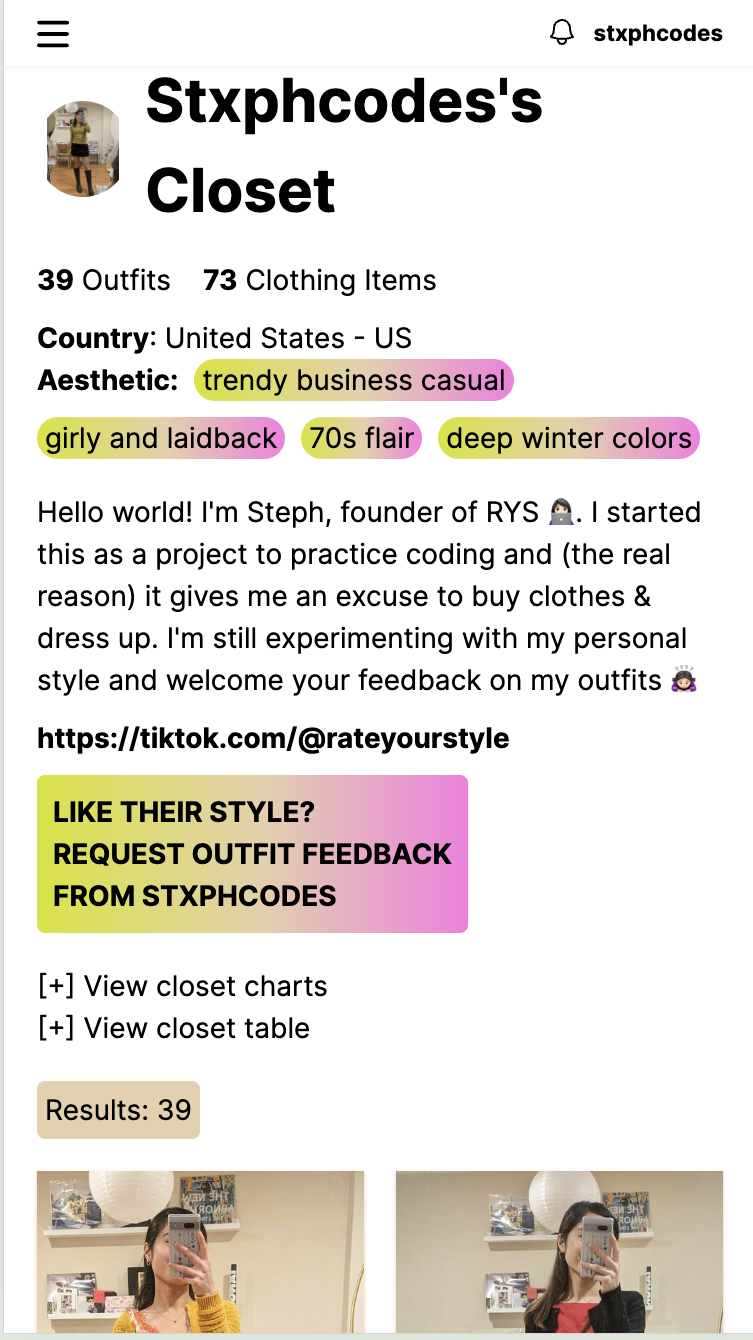 stxphcodes
Stxphcodes's
Closet
39 Outfits 73 Clothing Items
Country: United States - US
Aesthetic: trendy business casual
girly and laidback 70s flair deep winter colors
Hello world! I'm Steph, founder of RYS 👩🏻‍💻. I started
this as a project to practice coding and (the real
reason) it gives me an excuse to buy clothes &
dress up. I'm still experimenting with my personal
style and welcome your feedback on my outfits 🙇🏻‍♀️
https://tiktok.com/@rateyourstyle
LIKE THEIR STYLE?
REQUEST OUTFIT FEEDBACK
FROM STXPHCODES
[+] View closet charts
[+] View closet table
Results: 39